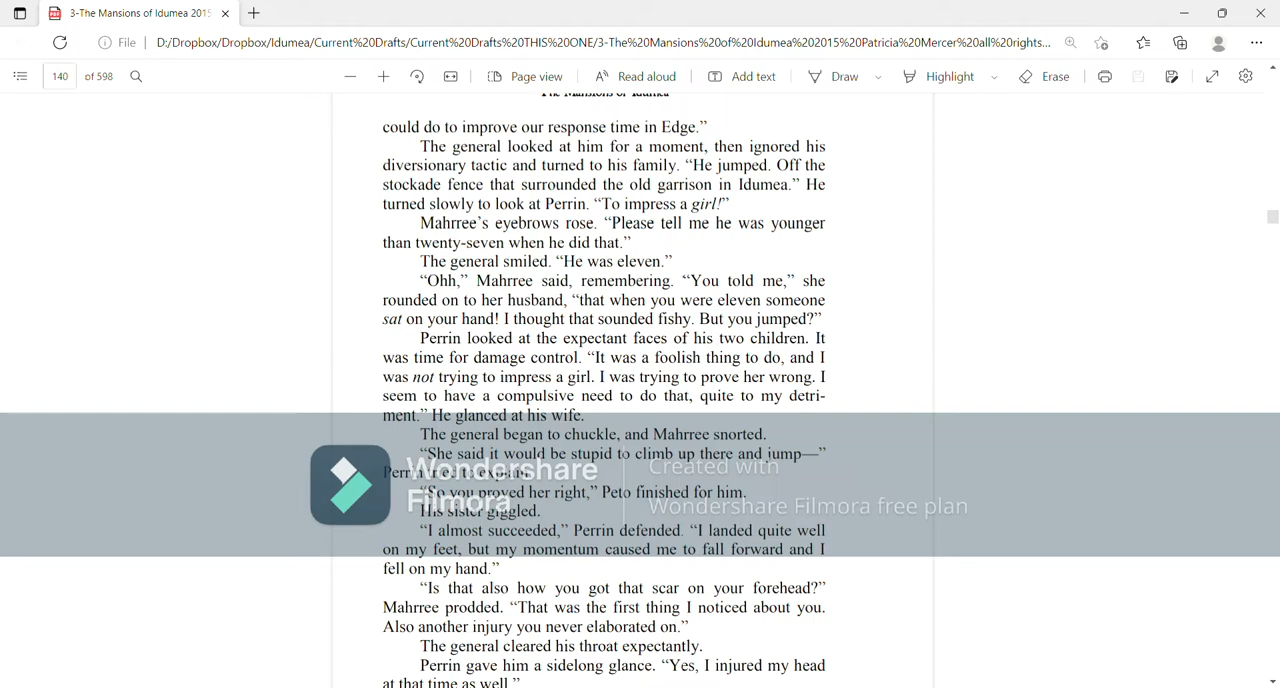 3-The Mansions of Idumea 2015
File
D:/Dropbox/Dropbox/Idumea/Current%20Drafts/Current%20Drafts%20THIS%20ONE/3-The%20Mansions%20of%20Idumea%202015%20Patricia%20Mercer%20all%20rights...
140 of 598
Page view
Read aloud
Add text
Draw
Highlight
Erase
The Mansions of Idumea
could do to improve our response time in Edge.”
The general looked at him for a moment, then ignored his
diversionary tactic and turned to his family. “He jumped. Off the
stockade fence that surrounded the old garrison in Idumea.” He
turned slowly to look at Perrin. “To impress a girl!”
Mahrree’s eyebrows rose. “Please tell me he was younger
than twenty-seven when he did that.”
The general smiled. “He was eleven.”
“Ohh,” Mahrree said, remembering. “You told me,” she
rounded on to her husband, “that when you were eleven someone
sat on your hand! I thought that sounded fishy. But you jumped?”
Perrin looked at the expectant faces of his two children. It
was time for damage control. “It was a foolish thing to do, and I
was not trying to impress a girl. I was trying to prove her wrong. I
seem to have a compulsive need to do that, quite to my detri-
ment.” He glanced at his wife.
The general began to chuckle, and Mahrree snorted.
“She said it would be stupid to climb up there and jump—”
Perrin tried to explain.
“So you proved her right,” Peto finished for him.
His sister giggled.
“I almost succeeded,” Perrin defended. “I landed quite well
on my feet, but my momentum caused me to fall forward and I
fell on my hand.”
“Is that also how you got that scar on your forehead?”
Mahrree prodded. “That was the first thing I noticed about you.
Also another injury you never elaborated on.”
The general cleared his throat expectantly.
Perrin gave him a sidelong glance. “Yes, I injured my head
at that time as well.”
Wondershare
Filmora
Created with
Wondershare Filmora free plan